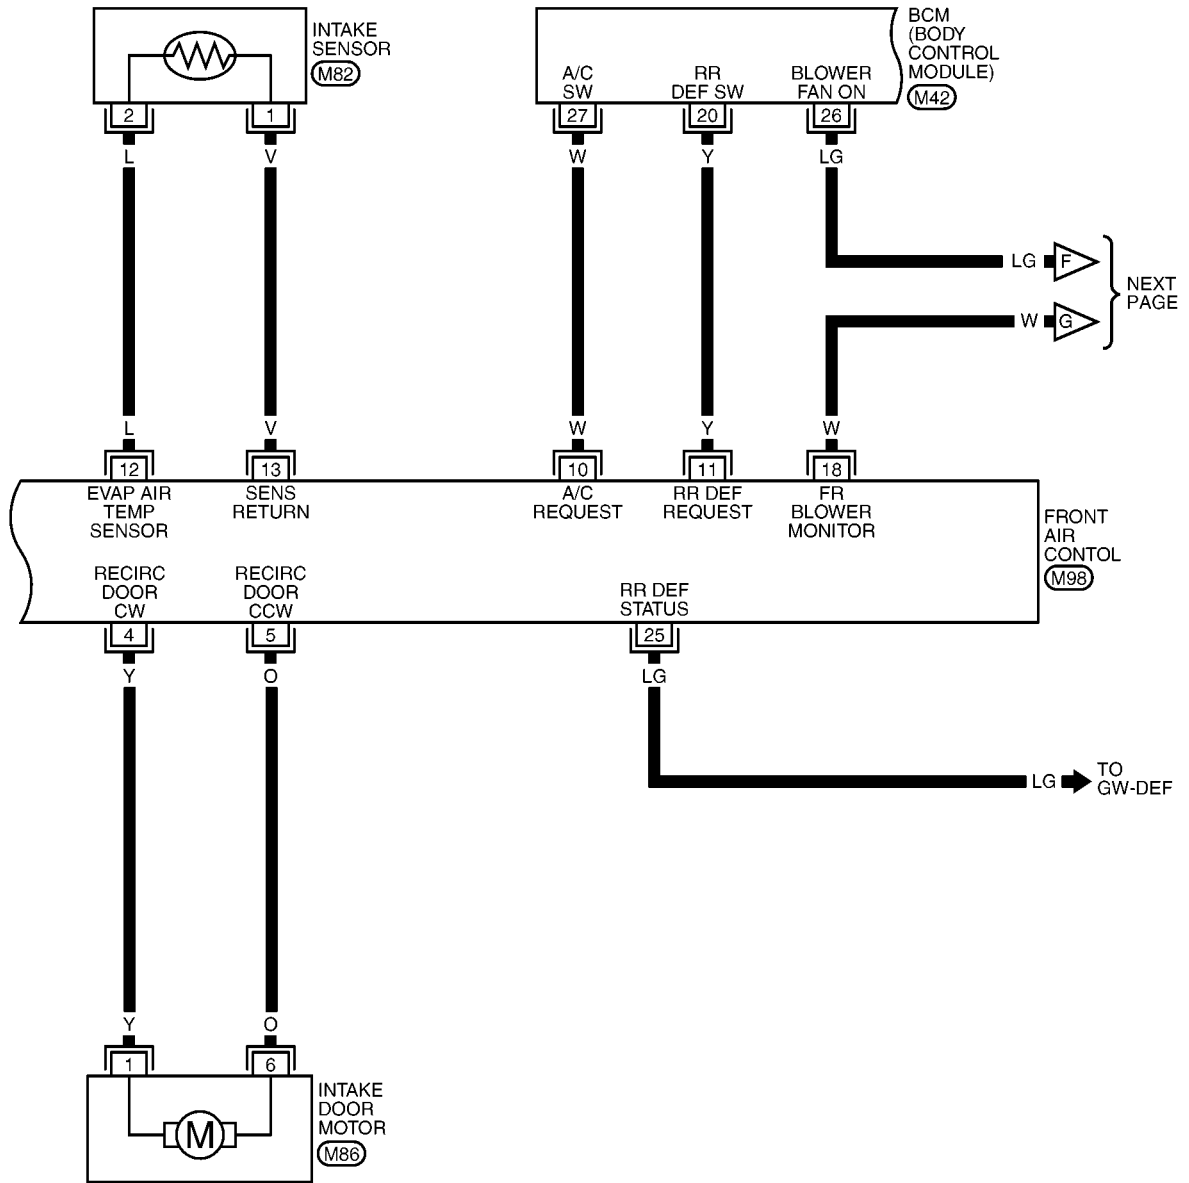 INTAKE
SENSOR
M82
2
1
L
V
BCM
(BODY
CONTROL
MODULE)
M42
A/C
SW
RR
DEF SW
BLOWER
FAN ON
27
20
26
W
Y
LG
LG
F
W
G
NEXT
PAGE
L
V
W
Y
W
12
13
10
11
18
EVAP AIR
TEMP
SENSOR
SENS
RETURN
A/C
REQUEST
RR DEF
REQUEST
FR
BLOWER
MONITOR
FRONT
AIR
CONTOL
M98
RECIRC
DOOR
CW
RECIRC
DOOR
CCW
RR DEF
STATUS
4
5
25
Y
O
LG
LG
TO
GW-DEF
Y
O
1
6
M
INTAKE
DOOR
MOTOR
M86